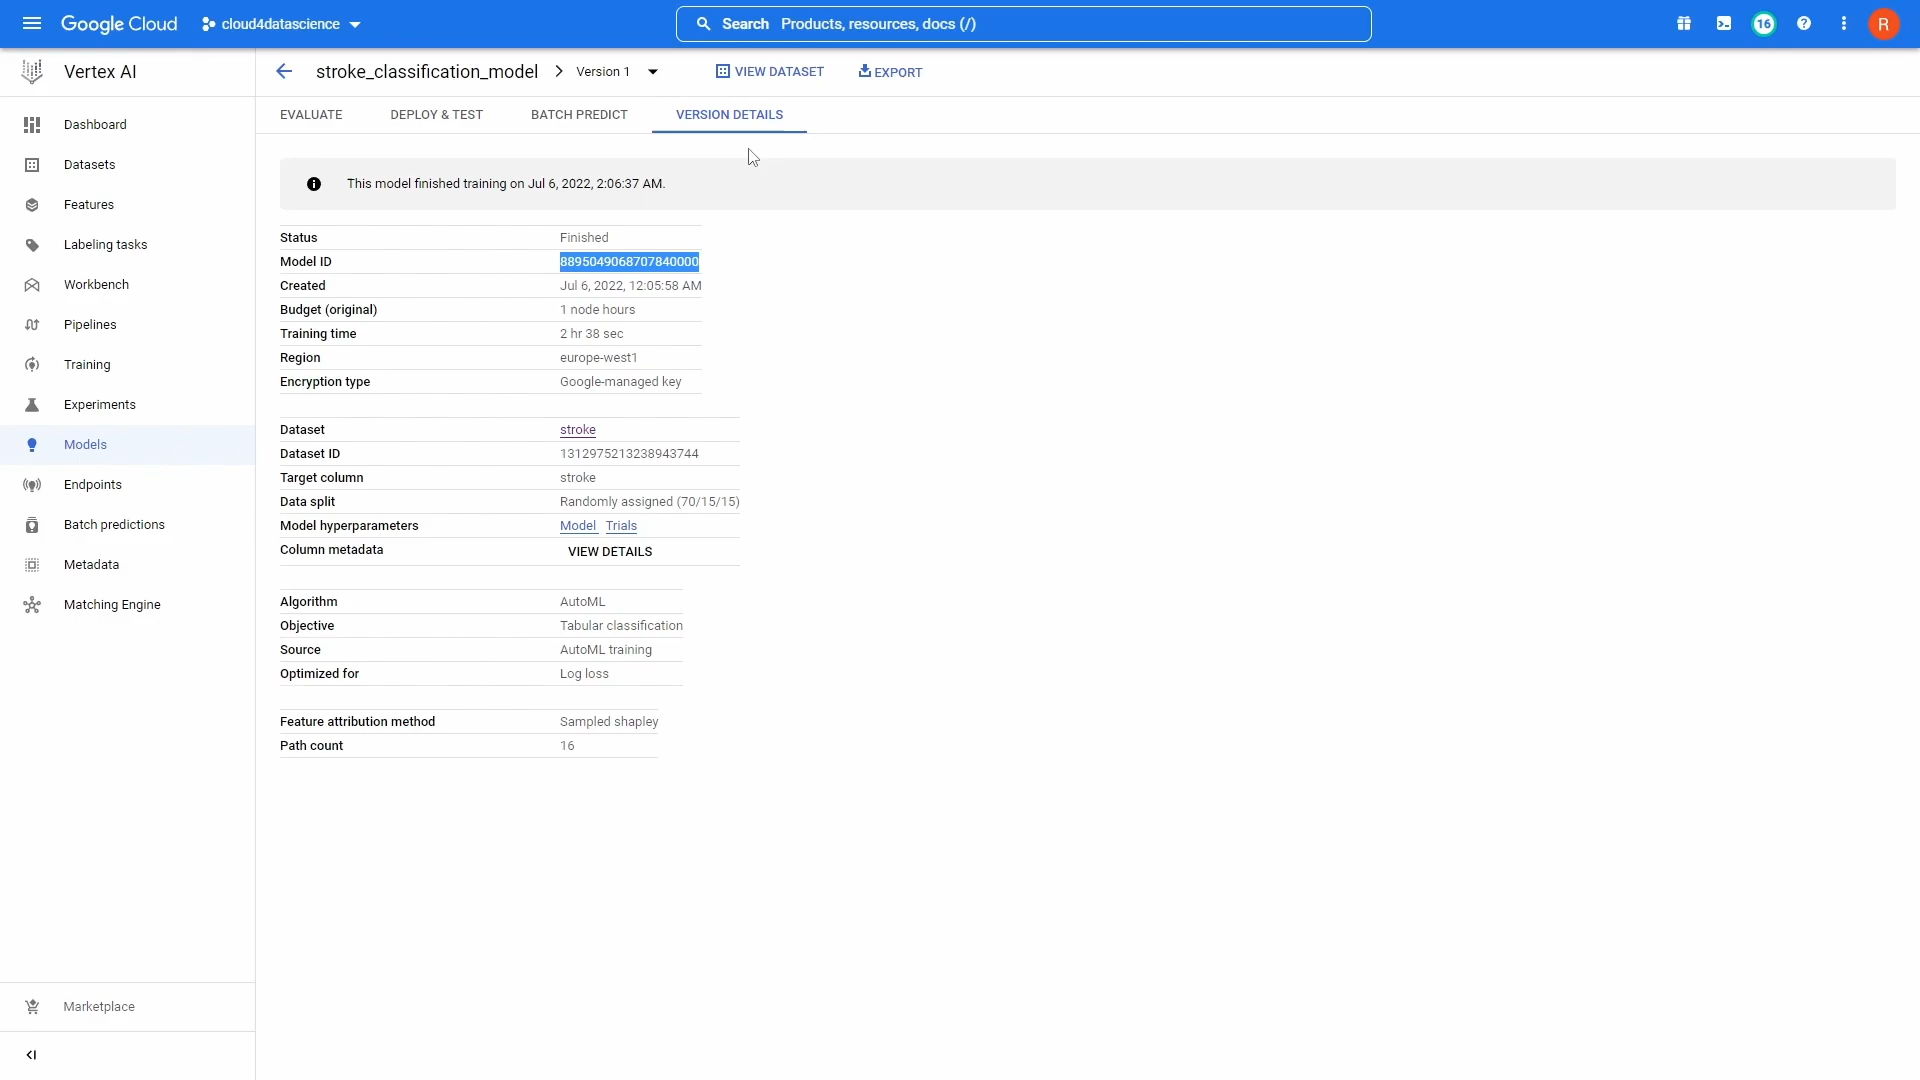 Google Cloud cloud4datascience Search Products, resources, docs (/) 16 R
Vertex AI stroke_classification_model Version 1 VIEW DATASET EXPORT
EVALUATE DEPLOY & TEST BATCH PREDICT VERSION DETAILS
Dashboard
Datasets
Features
Labeling tasks
Workbench
Pipelines
Training
Experiments
Models
Endpoints
Batch predictions
Metadata
Matching Engine
Marketplace
This model finished training on Jul 6, 2022, 2:06:37 AM.
Status Finished
Model ID 8895049068707840000
Created Jul 6, 2022, 12:05:58 AM
Budget (original) 1 node hours
Training time 2 hr 38 sec
Region europe-west1
Encryption type Google-managed key
Dataset stroke
Dataset ID 1312975213238943744
Target column stroke
Data split Randomly assigned (70/15/15)
Model hyperparameters Model Trials
Column metadata VIEW DETAILS
Algorithm AutoML
Objective Tabular classification
Source AutoML training
Optimized for Log loss
Feature attribution method Sampled shapley
Path count 16